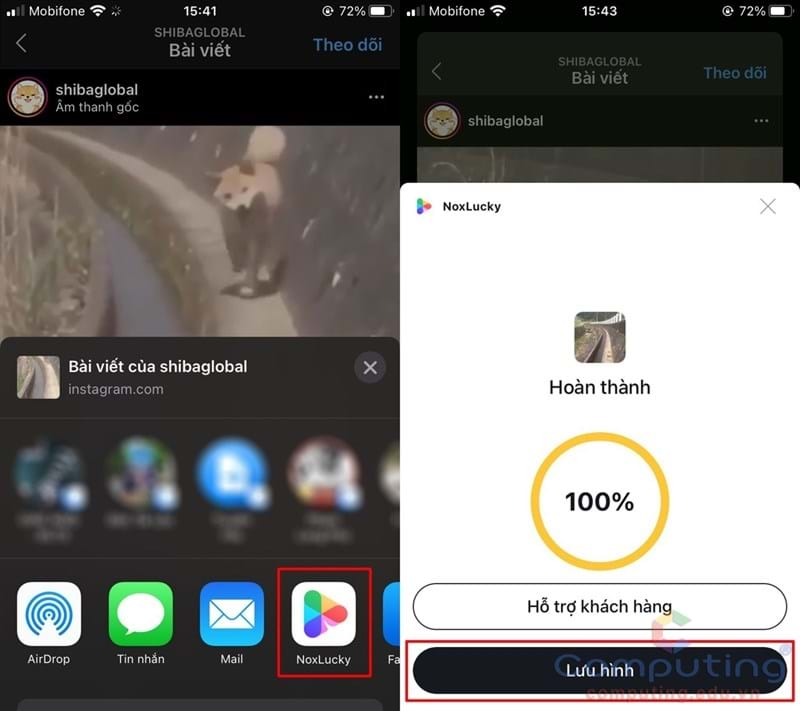 Mobifone
15:41
72%
SHIBAGLOBAL
Bài viết
Theo dõi
shibaglobal
Âm thanh gốc
Bài viết của shibaglobal
instagram.com
AirDrop
Tin nhắn
Mail
NoxLucky
Fa
Mobifone
15:43
72%
SHIBAGLOBAL
Bài viết
Theo dõi
shibaglobal
NoxLucky
Hoàn thành
100%
Hỗ trợ khách hàng
Lưu hình
Computing
computing.edu.vn